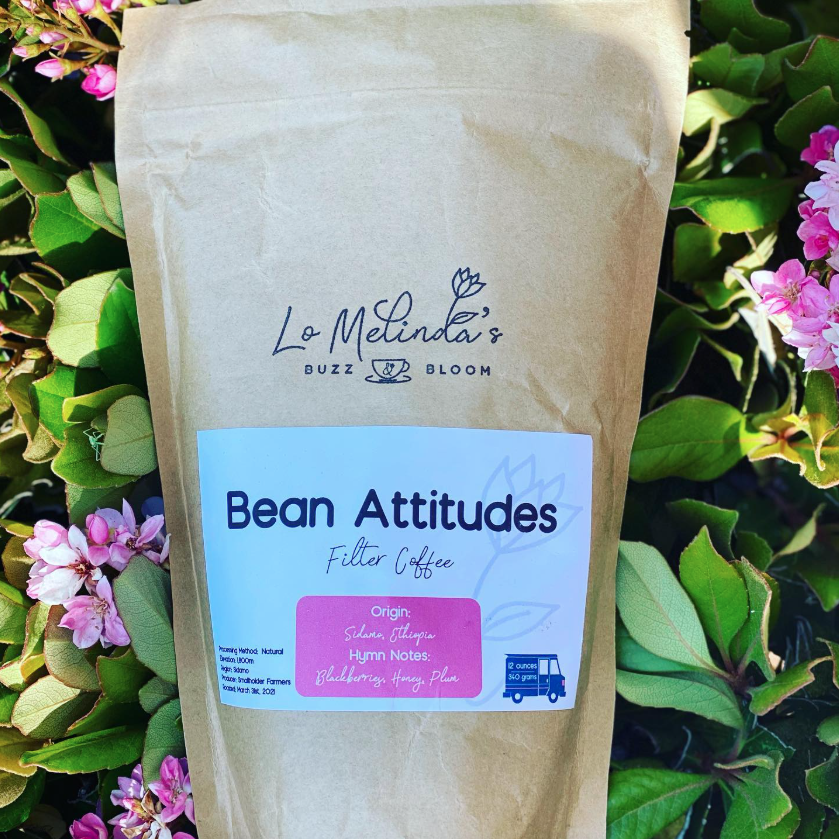 Lo Melinda's
BUZZ & BLOOM
Bean Attitudes
Filter Coffee
Origin:
Sidamo, Ethiopia
Hymn Notes:
Blackberries, Honey, Plum
Processing Method: Natural
Elevation: 1,800m
Region: Sidamo
Producer: Smallholder Farmers
Roasted: March 31st, 2021
12 ounces
340 grams